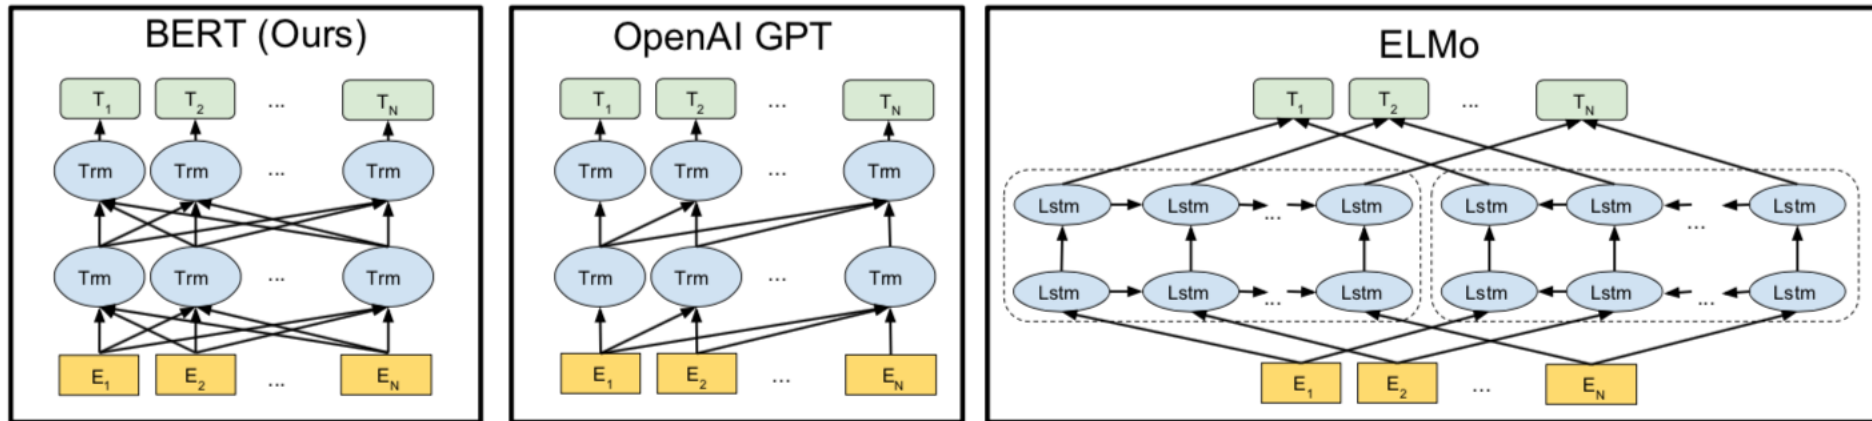 BERT (Ours)
T1 T2 ... TN
Trm Trm ... Trm
Trm Trm ... Trm
E1 E2 ... EN
OpenAI GPT
T1 T2 ... TN
Trm Trm ... Trm
Trm Trm ... Trm
E1 E2 ... EN
ELMo
T1 T2 ... TN
Lstm Lstm ... Lstm Lstm Lstm ... Lstm
Lstm Lstm ... Lstm Lstm Lstm ... Lstm
E1 E2 ... EN